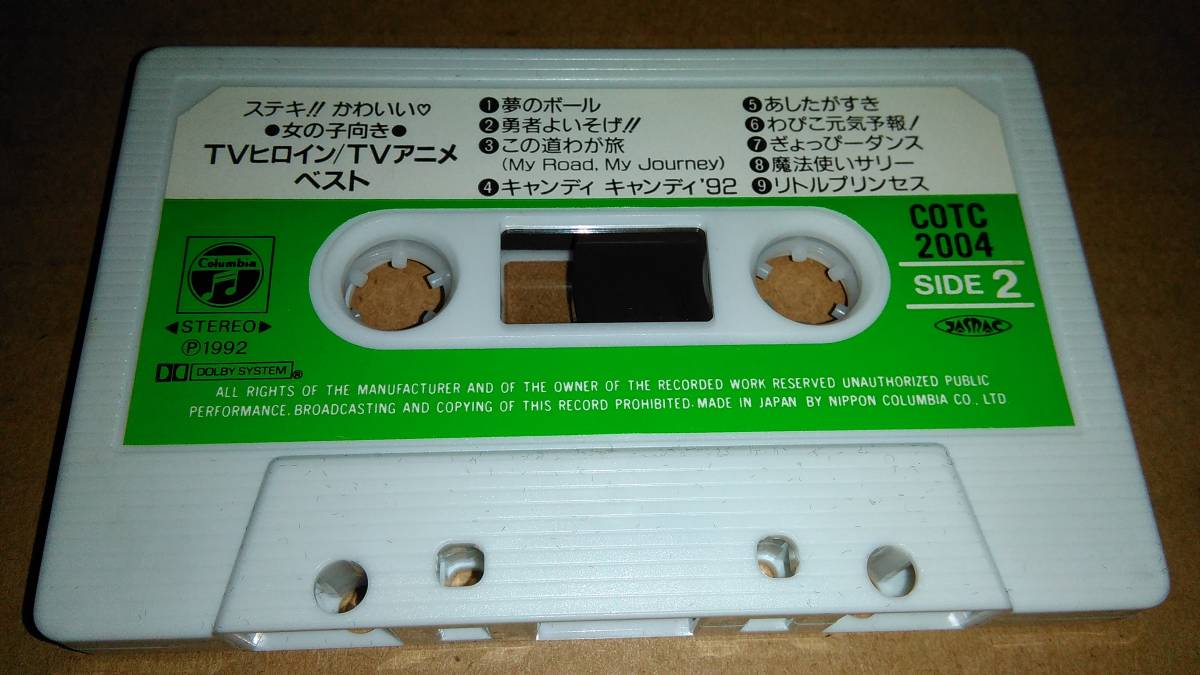 ステキ!! かわいい♡
●女の子向き●
TVヒロイン/TVアニメ
ベスト
❶夢のボール
❷勇者よいそげ!!
❸この道わが旅
(My Road, My Journey)
❹キャンディ キャンディ'92
❺あしたがすき
❻わぴこ元気予報!
❼ぎょっぴーダンス
❽魔法使いサリー
❾リトルプリンセス
COTC
2004
SIDE 2
JASRAC
Columbia
◀STEREO▶
Ⓟ1992
DOLBY SYSTEM®
ALL RIGHTS OF THE MANUFACTURER AND OF THE OWNER OF THE RECORDED WORK RESERVED UNAUTHORIZED PUBLIC
PERFORMANCE. BROADCASTING AND COPYING OF THIS RECORD PROHIBITED. MADE IN JAPAN BY NIPPON COLUMBIA CO., LTD.